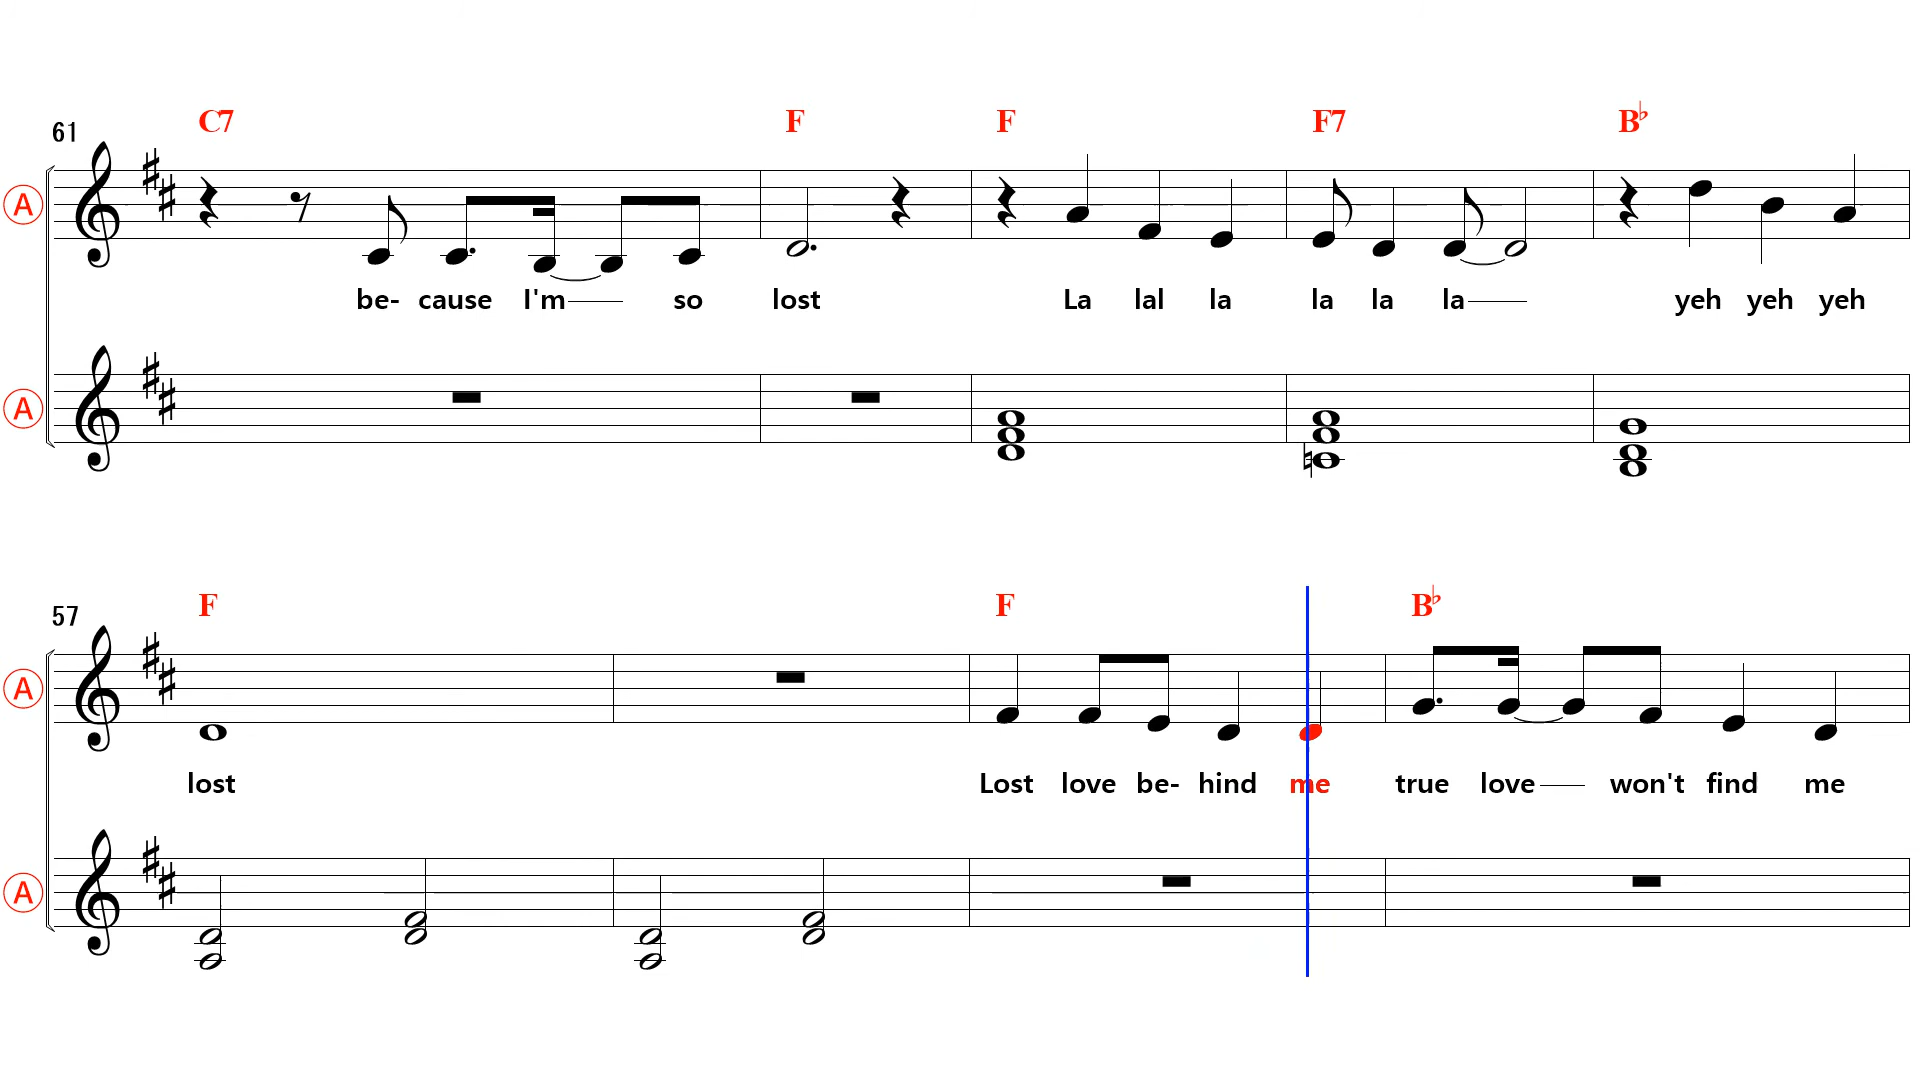 C7 F F F7 B♭
61
A
be- cause I'm so lost La lal la la la la yeh yeh yeh
A
F F B♭
57
A
lost Lost love be- hind me true love won't find me
A